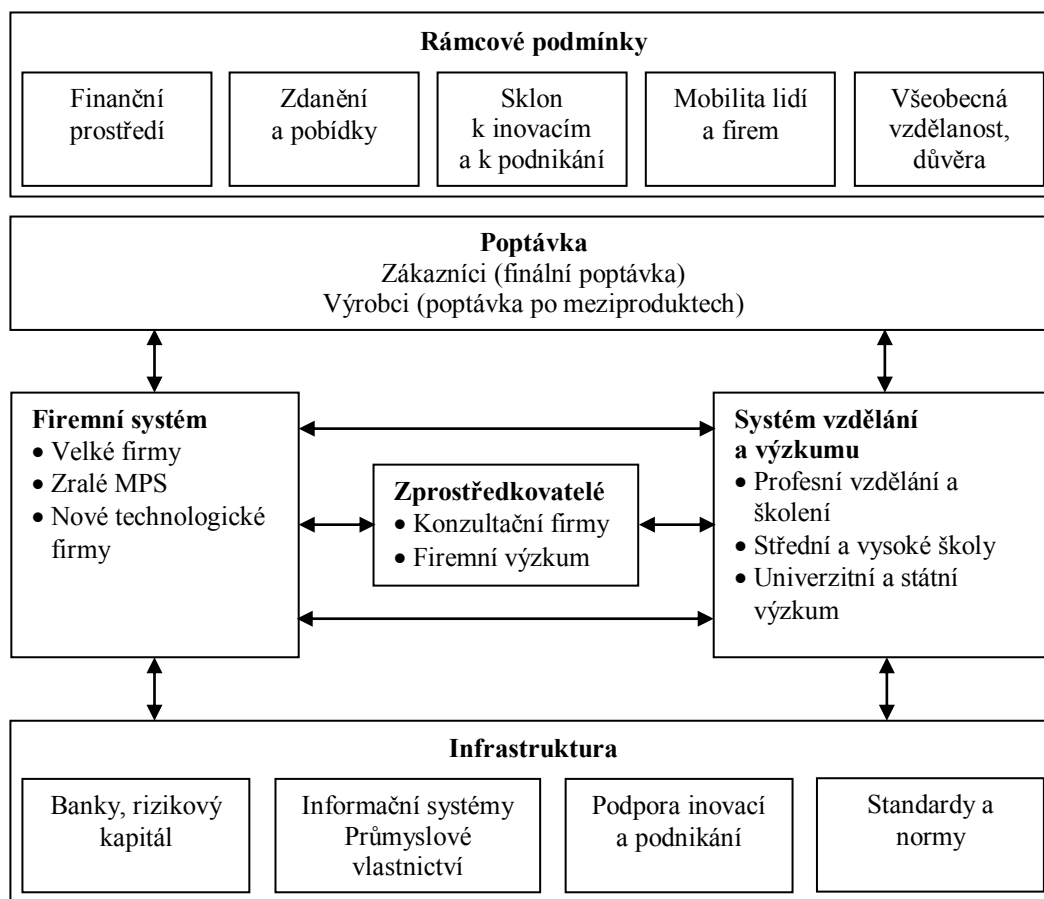 Rámcové podmínky
Finanční
prostředí
Zdanění
a pobídky
Sklon
k inovacím
a k podnikání
Mobilita lidí
a firem
Všeobecná
vzdělanost,
důvěra
Poptávka
Zákazníci (finální poptávka)
Výrobci (poptávka po meziproduktech)
Firemní systém
• Velké firmy
• Zralé MPS
• Nové technologické
firmy
Zprostředkovatelé
• Konzultační firmy
• Firemní výzkum
Systém vzdělání
a výzkumu
• Profesní vzdělání a
školení
• Střední a vysoké školy
• Univerzitní a státní
výzkum
Infrastruktura
Banky, rizikový
kapitál
Informační systémy
Průmyslové
vlastnictví
Podpora inovací
a podnikání
Standardy a
normy